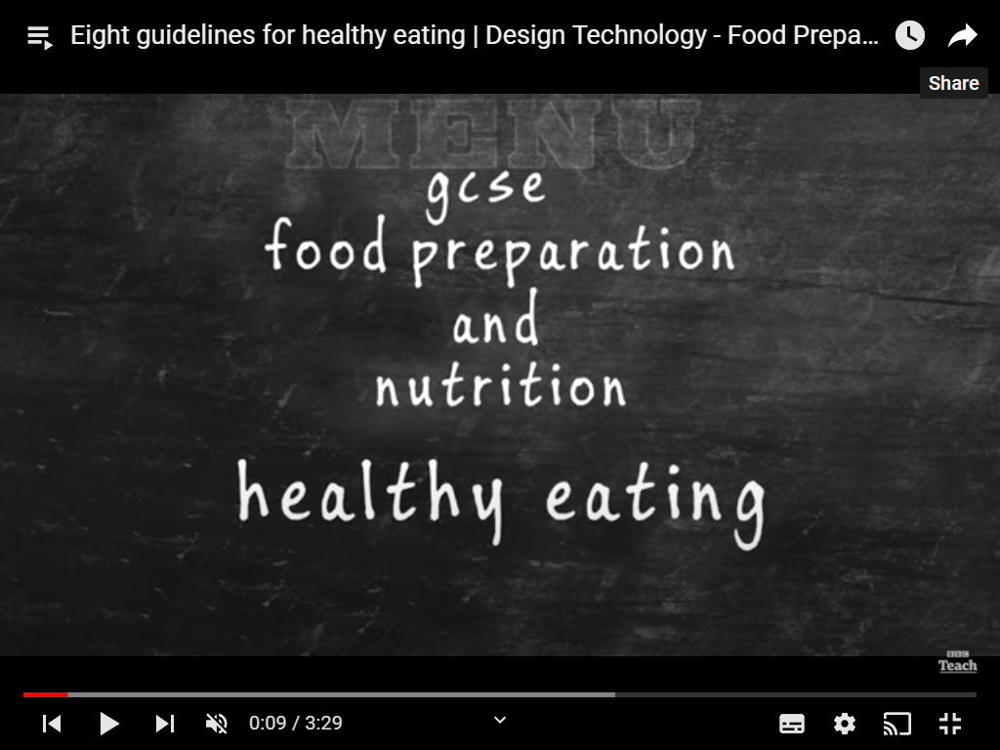 Eight guidelines for healthy eating | Design Technology - Food Prepa...
Share
MENU
gcse
food preparation
and
nutrition
healthy eating
BBC
Teach
0:09 / 3:29